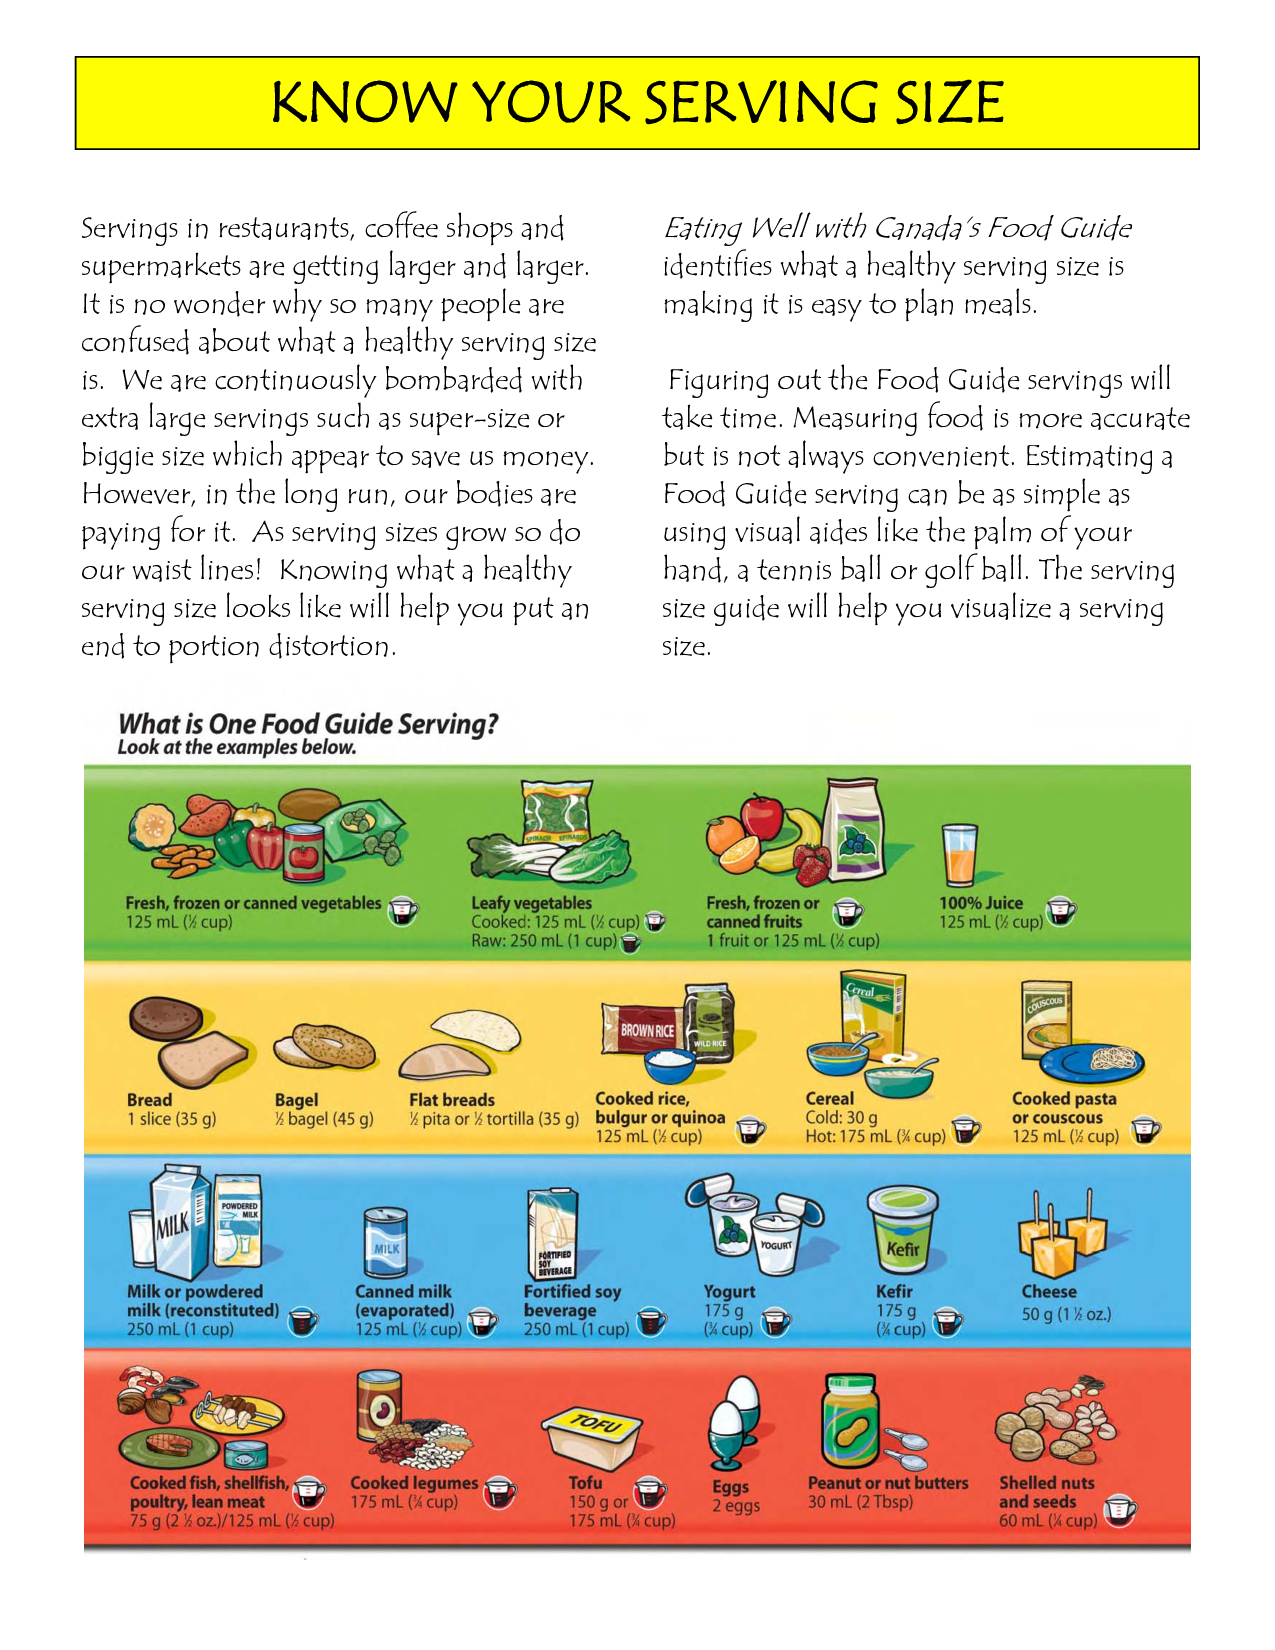 KNOW YOUR SERVING SIZE
Servings in restaurants, coffee shops and
supermarkets are getting larger and larger.
It is no wonder why so many people are
confused about what a healthy serving size
is.  We are continuously bombarded with
extra large servings such as super-size or
biggie size which appear to save us money.
However, in the long run, our bodies are
paying for it.  As serving sizes grow so do
our waist lines!  Knowing what a healthy
serving size looks like will help you put an
end to portion distortion.
Eating Well with Canada's Food Guide
identifies what a healthy serving size is
making it is easy to plan meals.
Figuring out the Food Guide servings will
take time. Measuring food is more accurate
but is not always convenient. Estimating a
Food Guide serving can be as simple as
using visual aides like the palm of your
hand, a tennis ball or golf ball. The serving
size guide will help you visualize a serving
size.
What is One Food Guide Serving?
Look at the examples below.
SPINACH EPINARDS
Fresh, frozen or canned vegetables
125 mL (½ cup)
Leafy vegetables
Cooked: 125 mL (½ cup)
Raw: 250 mL (1 cup)
Fresh, frozen or
canned fruits
1 fruit or 125 mL (½ cup)
100% Juice
125 mL (½ cup)
BROWN RICE
WILD RICE
Cereal
COUSCOUS
Bread
1 slice (35 g)
Bagel
½ bagel (45 g)
Flat breads
½ pita or ½ tortilla (35 g)
Cooked rice,
bulgur or quinoa
125 mL (½ cup)
Cereal
Cold: 30 g
Hot: 175 mL (¾ cup)
Cooked pasta
or couscous
125 mL (½ cup)
MILK
POWDERED
MILK
MILK
FORTIFIED
SOY
BEVERAGE
YOGURT
Kefir
Milk or powdered
milk (reconstituted)
250 mL (1 cup)
Canned milk
(evaporated)
125 mL (½ cup)
Fortified soy
beverage
250 mL (1 cup)
Yogurt
175 g
(¾ cup)
Kefir
175 g
(¾ cup)
Cheese
50 g (1 ½ oz.)
TOFU
Cooked fish, shellfish,
poultry, lean meat
75 g (2 ½ oz.)/125 mL (½ cup)
Cooked legumes
175 mL (¾ cup)
Tofu
150 g or
175 mL (¾ cup)
Eggs
2 eggs
Peanut or nut butters
30 mL (2 Tbsp)
Shelled nuts
and seeds
60 mL (¼ cup)